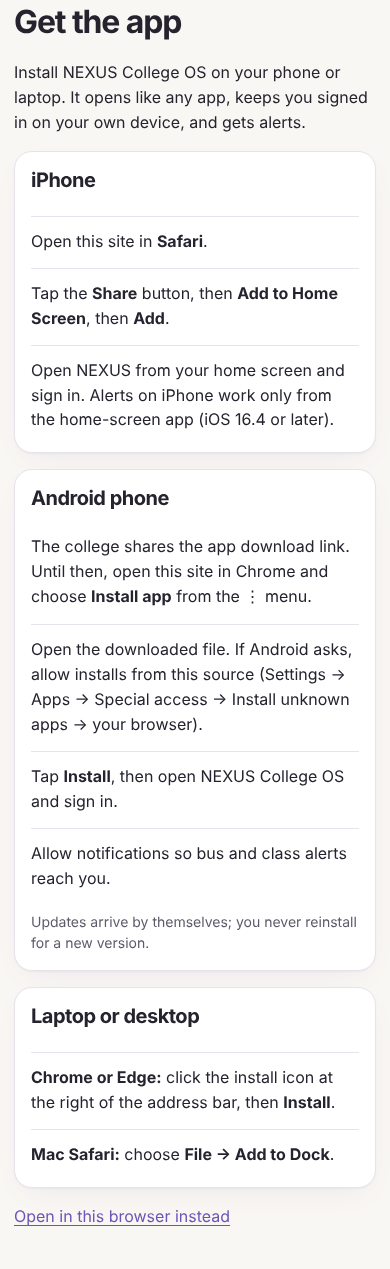 Get the app
Install NEXUS College OS on your phone or
laptop. It opens like any app, keeps you signed
in on your own device, and gets alerts.
iPhone
Open this site in Safari.
Tap the Share button, then Add to Home
Screen, then Add.
Open NEXUS from your home screen and
sign in. Alerts on iPhone work only from
the home-screen app (iOS 16.4 or later).
Android phone
The college shares the app download link.
Until then, open this site in Chrome and
choose Install app from the ⋮ menu.
Open the downloaded file. If Android asks,
allow installs from this source (Settings →
Apps → Special access → Install unknown
apps → your browser).
Tap Install, then open NEXUS College OS
and sign in.
Allow notifications so bus and class alerts
reach you.
Updates arrive by themselves; you never reinstall
for a new version.
Laptop or desktop
Chrome or Edge: click the install icon at
the right of the address bar, then Install.
Mac Safari: choose File → Add to Dock.
Open in this browser instead